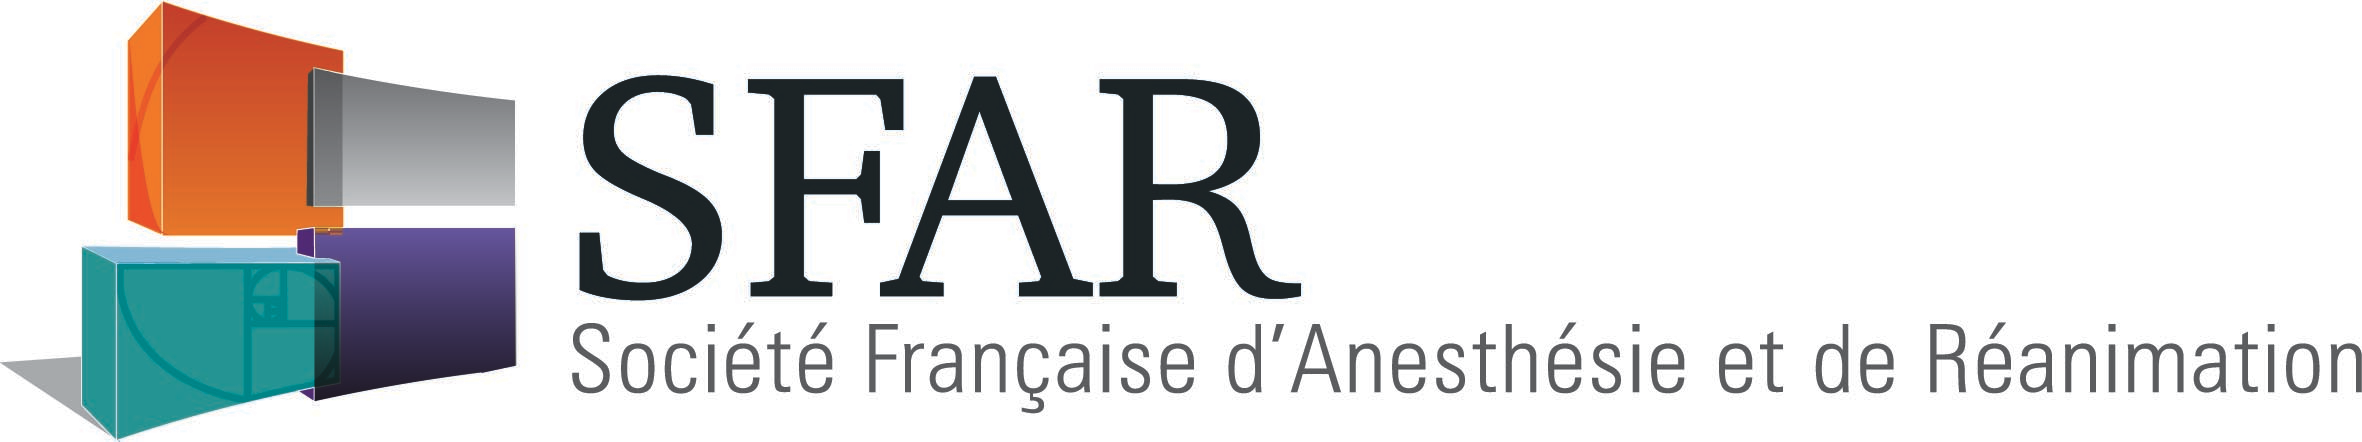 SFAR
Société Française d'Anesthésie et de Réanimation